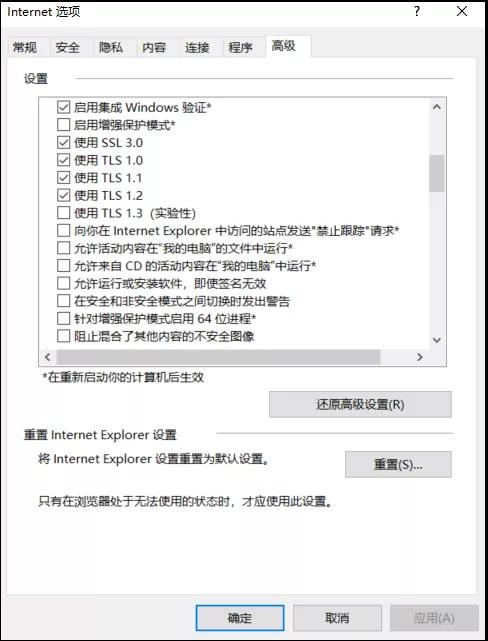 Internet 选项
? ×
常规 安全 隐私 内容 连接 程序 高级
设置
启用集成 Windows 验证*
启用增强保护模式*
使用 SSL 3.0
使用 TLS 1.0
使用 TLS 1.1
使用 TLS 1.2
使用 TLS 1.3（实验性）
向你在 Internet Explorer 中访问的站点发送"禁止跟踪"请求*
允许活动内容在"我的电脑"的文件中运行*
允许来自 CD 的活动内容在"我的电脑"中运行*
允许运行或安装软件，即使签名无效
在安全和非安全模式之间切换时发出警告
针对增强保护模式启用 64 位进程*
阻止混合了其他内容的不安全图像
*在重新启动你的计算机后生效
还原高级设置(R)
重置 Internet Explorer 设置
将 Internet Explorer 设置重置为默认设置。
重置(S)...
只有在浏览器处于无法使用的状态时，才应使用此设置。
确定 取消 应用(A)